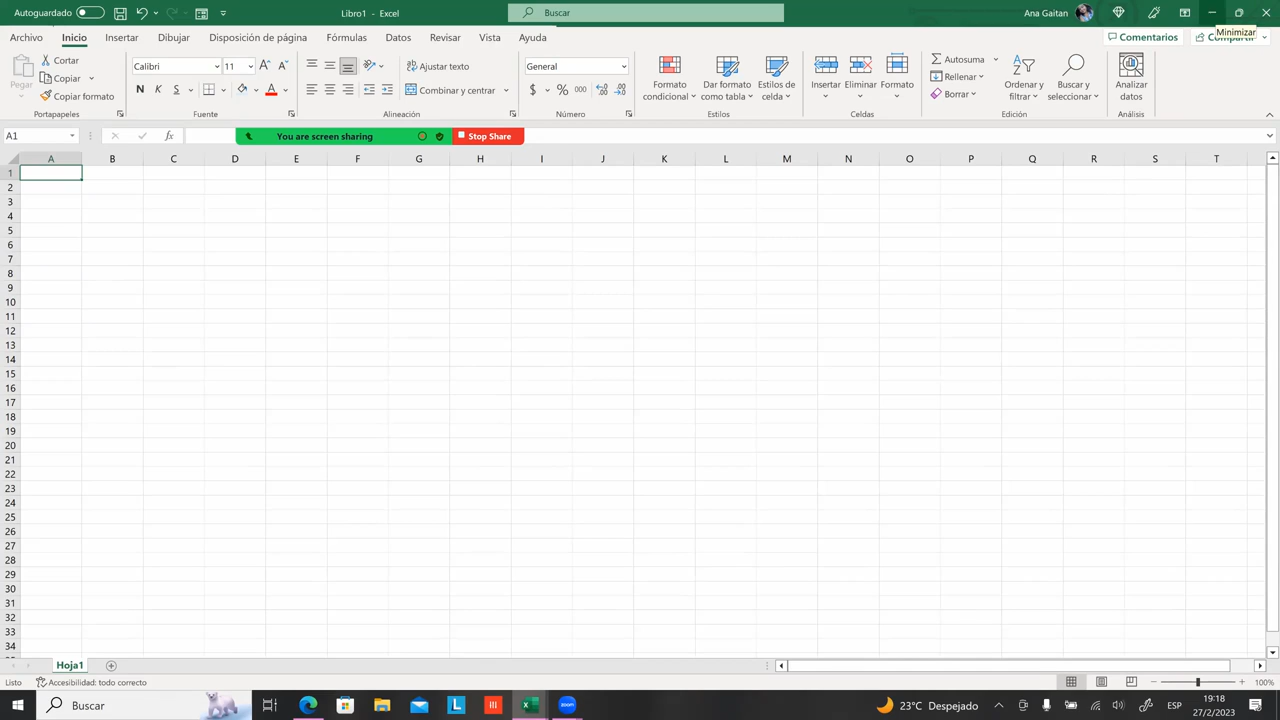 Autoguardado
Libro1 - Excel
Buscar
Ana Gaitan
Archivo Inicio Insertar Dibujar Disposición de página Fórmulas Datos Revisar Vista Ayuda
Comentarios
Minimizar
Pegar
Cortar
Copiar
Copiar formato
Portapapeles
Calibri 11
N K S
Fuente
Ajustar texto
Combinar y centrar
Alineación
General
$ % 000
Número
Formato condicional
Dar formato como tabla
Estilos de celda
Estilos
Insertar
Eliminar
Formato
Celdas
Autosuma
Rellenar
Borrar
Ordenar y filtrar
Buscar y seleccionar
Edición
Analizar datos
Análisis
A1
fx
You are screen sharing
Stop Share
A B C D E F G H I J K L M N O P Q R S T
1
2
3
4
5
6
7
8
9
10
11
12
13
14
15
16
17
18
19
20
21
22
23
24
25
26
27
28
29
30
31
32
33
34
Hoja1
Listo
Accesibilidad: todo correcto
100%
Buscar
zoom
23°C Despejado
ESP
19:18
27/2/2023